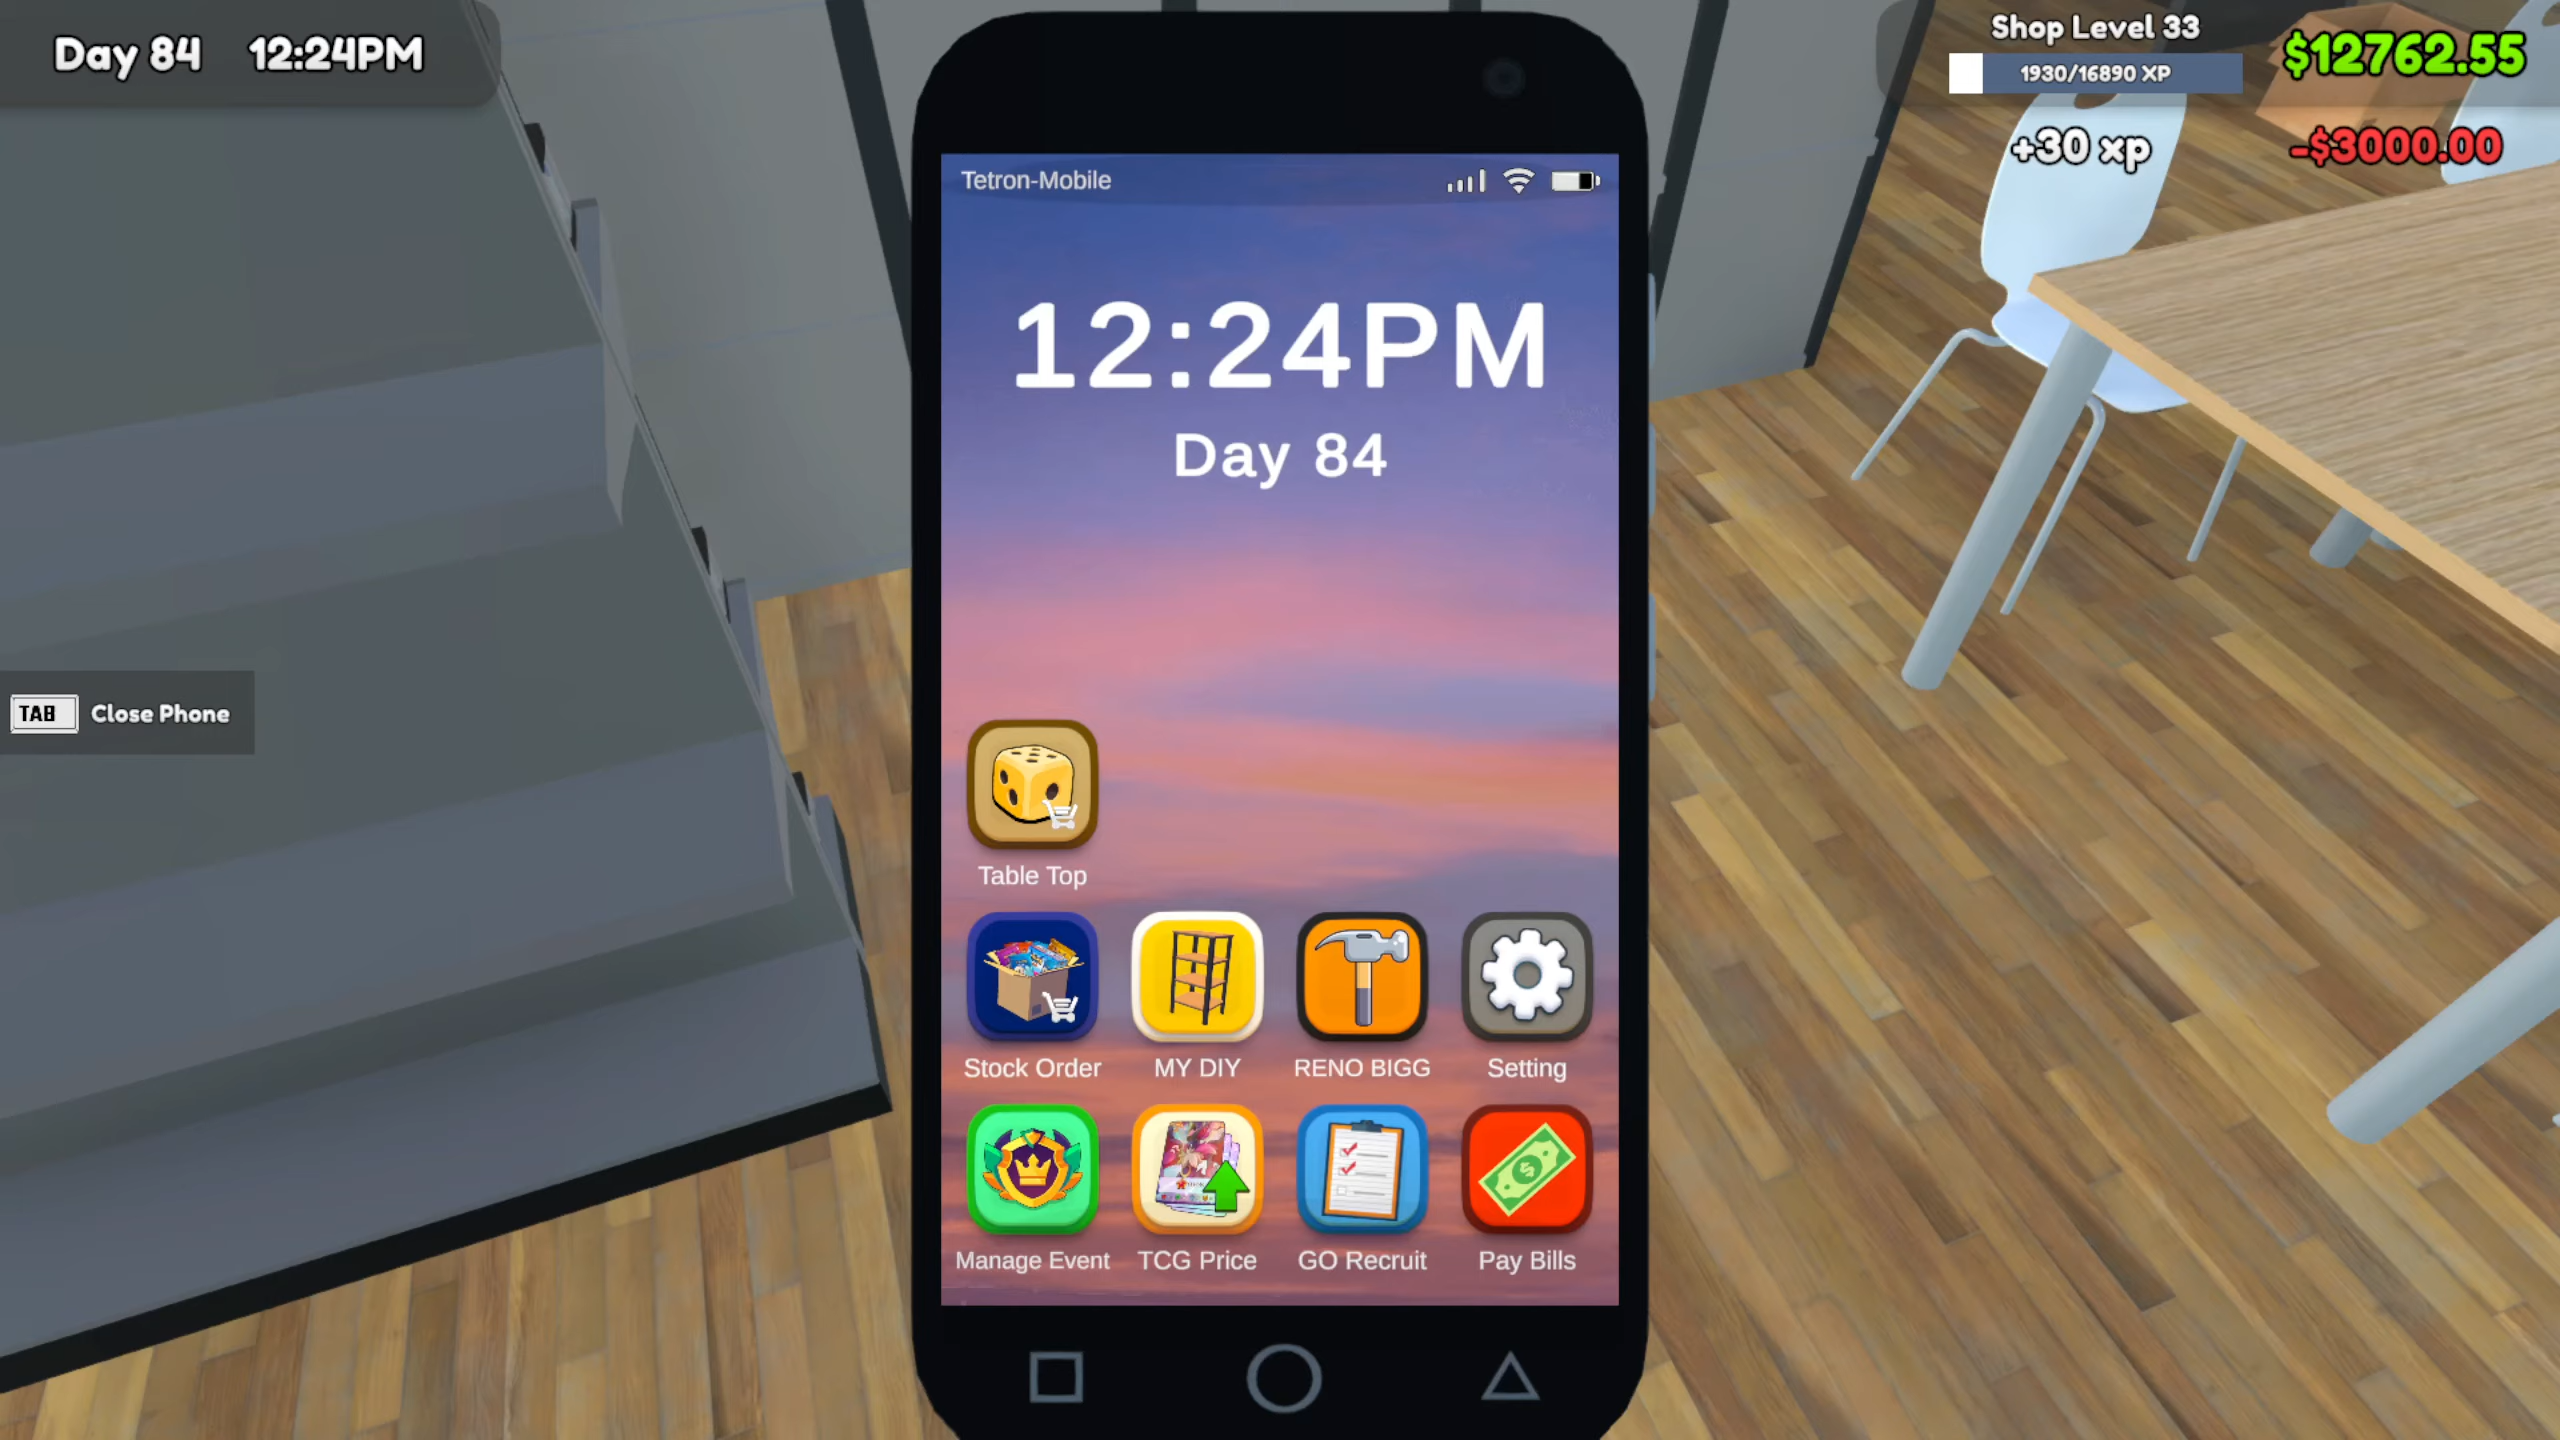 Day 84 12:24PM
Shop Level 33
1930/16890 XP
$12762.55
+30 xp
-$3000.00
Tetron-Mobile
12:24PM
Day 84
TAB Close Phone
Table Top
Stock Order
MY DIY
RENO BIGG
Setting
Manage Event
TCG Price
GO Recruit
Pay Bills